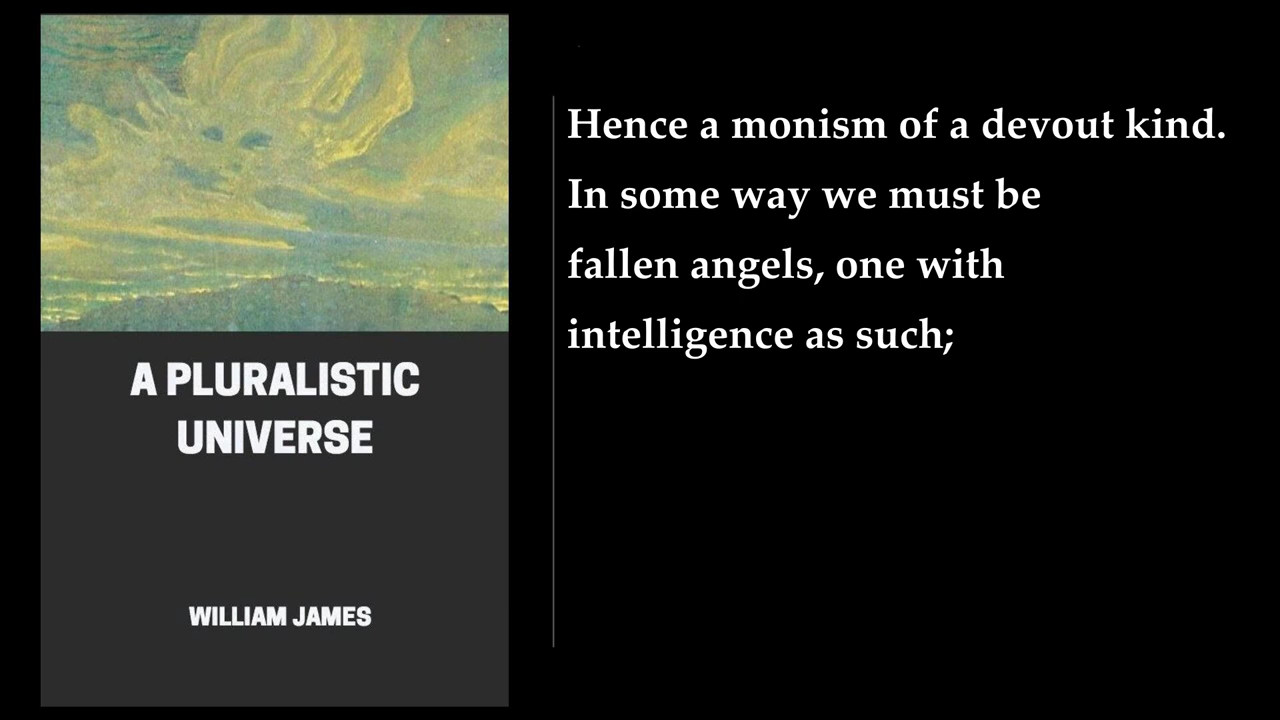 A PLURALISTIC
UNIVERSE
WILLIAM JAMES
Hence a monism of a devout kind.
In some way we must be
fallen angels, one with
intelligence as such;